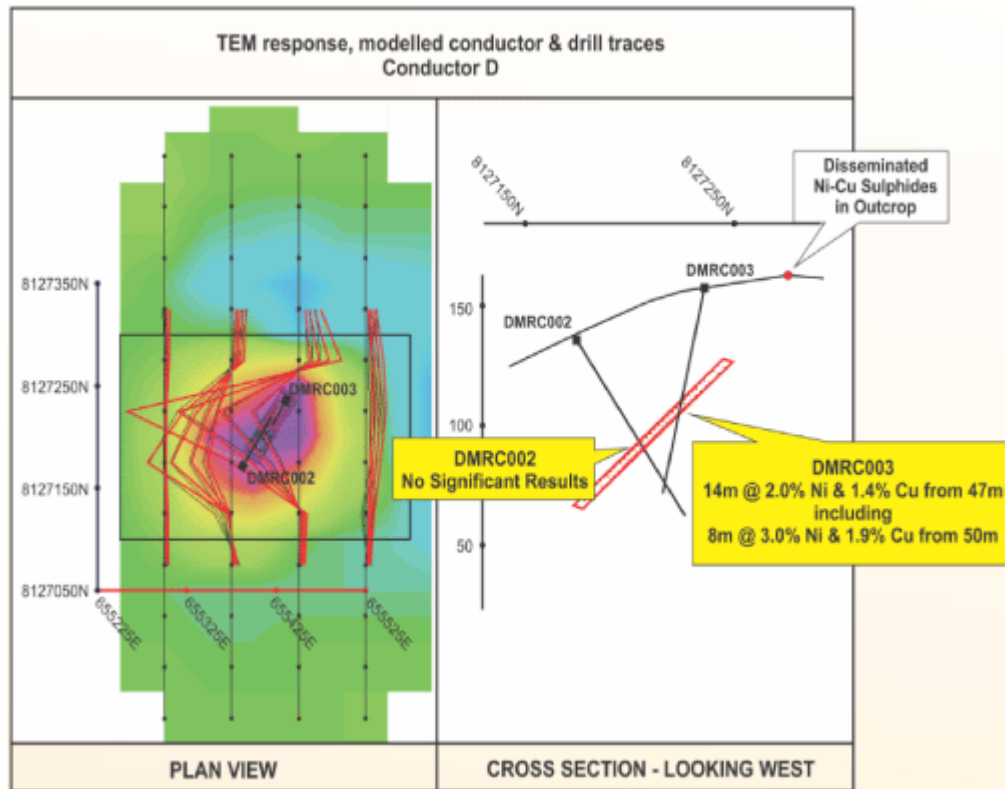 TEM response, modelled conductor & drill traces
Conductor D
8127350N
8127250N
8127150N
8127050N
655225E
655325E
655425E
655525E
DMRC003
DMRC002
PLAN VIEW
8127150N
8127250N
Disseminated
Ni-Cu Sulphides
in Outcrop
DMRC003
DMRC002
150
100
50
DMRC002
No Significant Results
DMRC003
14m @ 2.0% Ni & 1.4% Cu from 47m
including
8m @ 3.0% Ni & 1.9% Cu from 50m
CROSS SECTION - LOOKING WEST